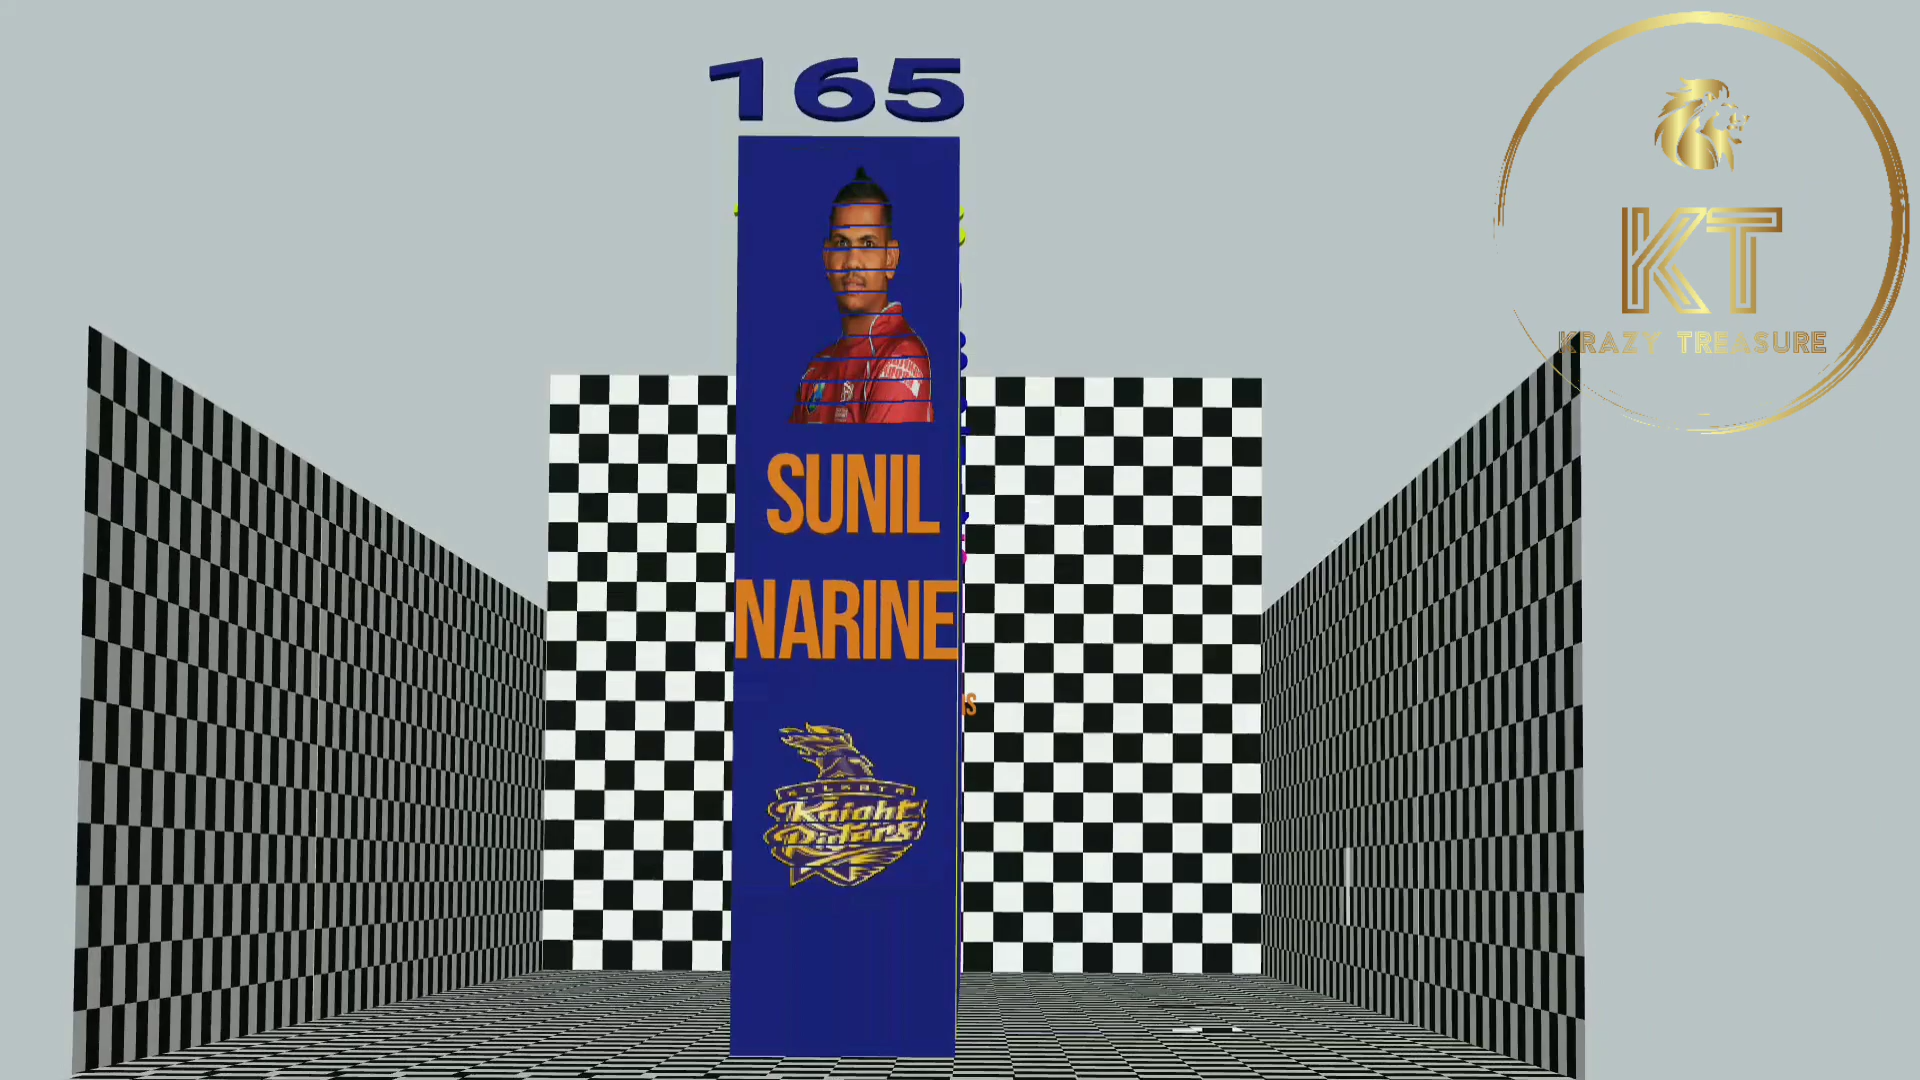 165
SUNIL
NARINE
KOLKATA
Knight
Riders
KT
KRAZY TREASURE